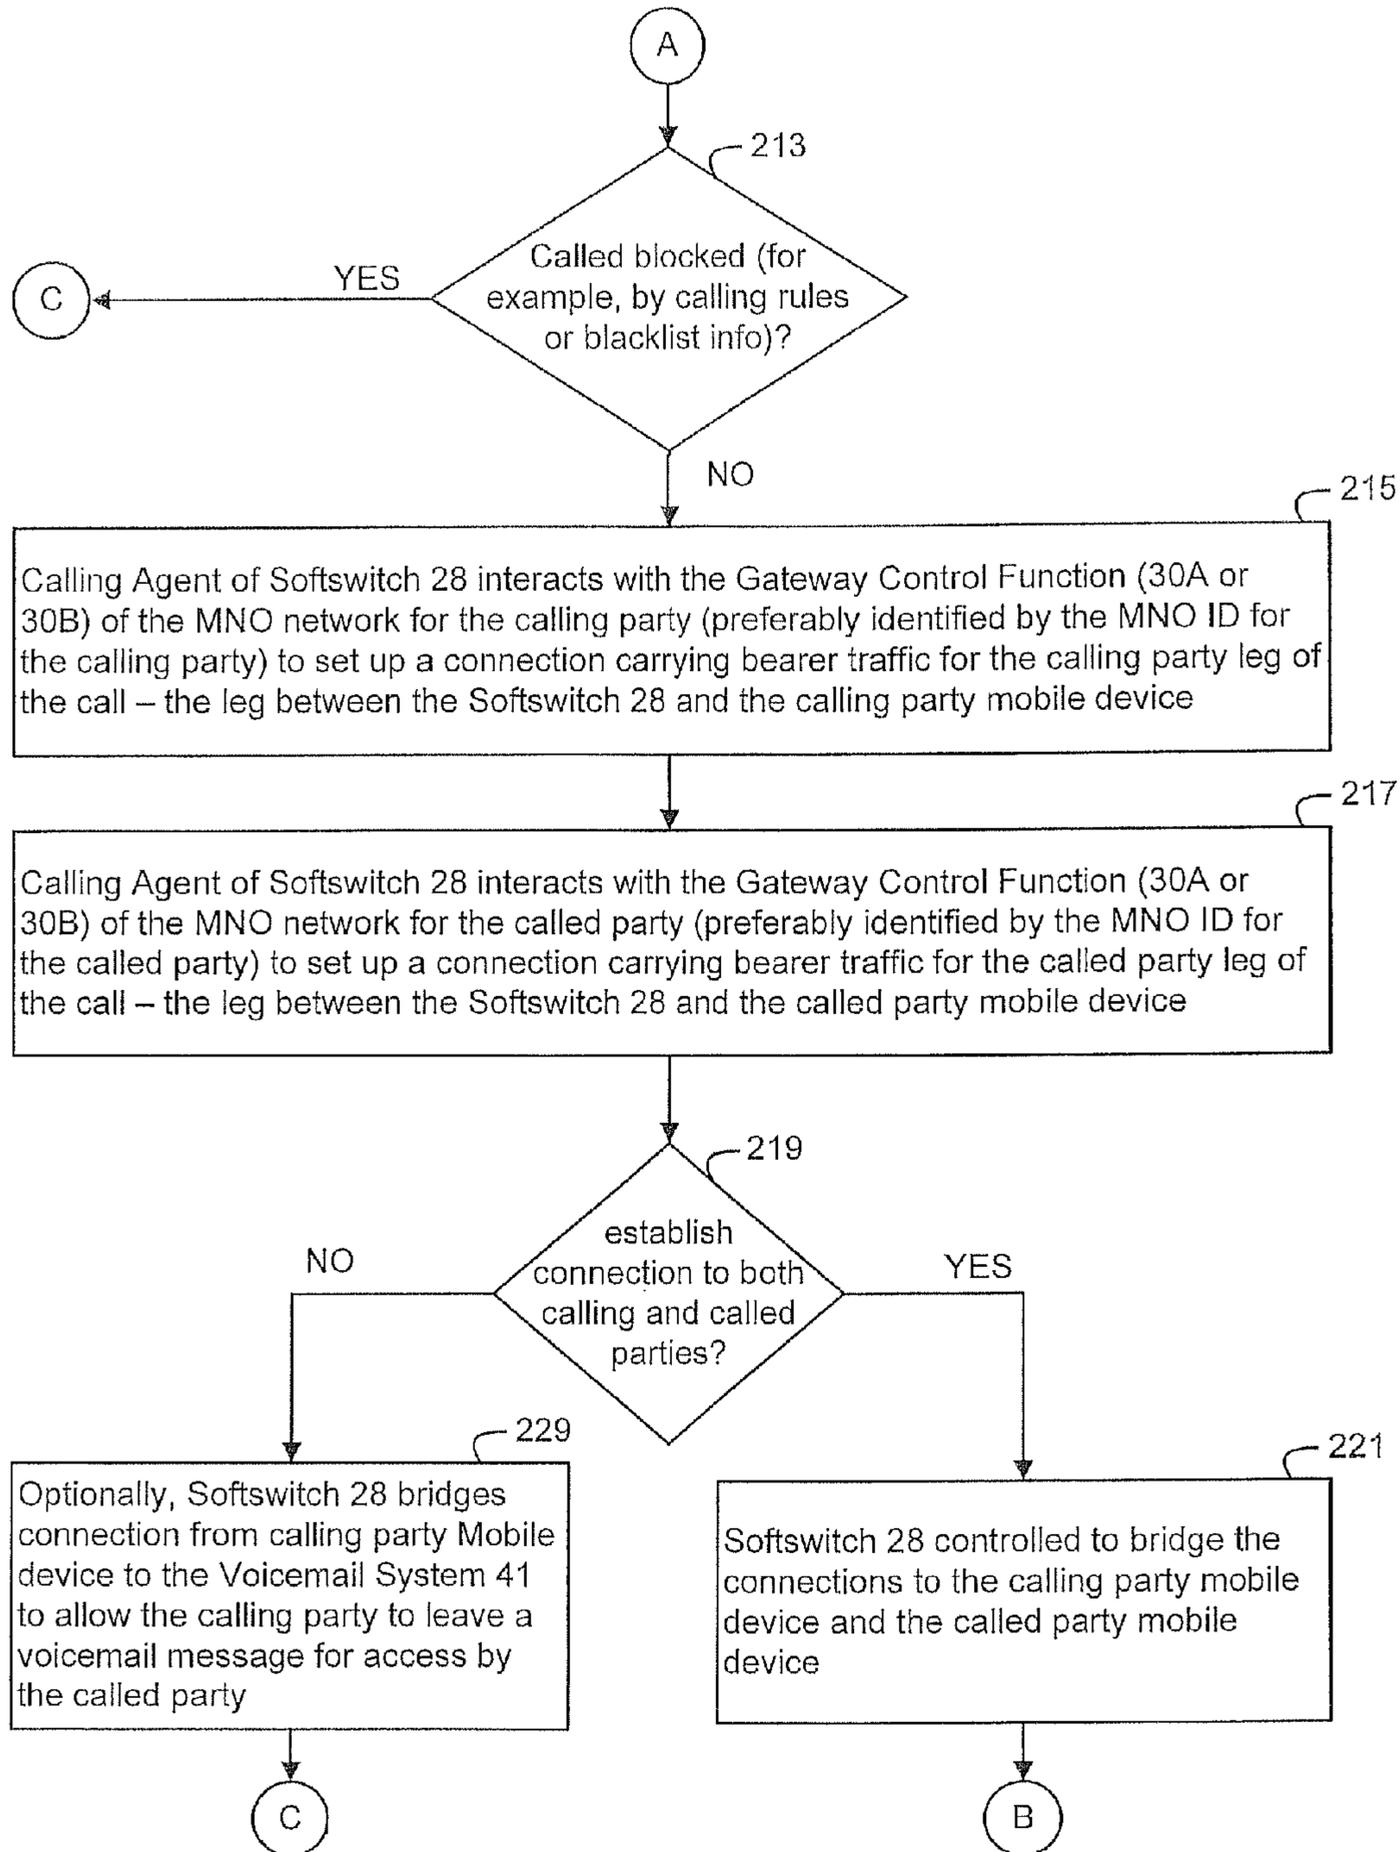 A
213
Called blocked (for
example, by calling rules
or blacklist info)?
YES
C
NO
215
Calling Agent of Softswitch 28 interacts with the Gateway Control Function (30A or
30B) of the MNO network for the calling party (preferably identified by the MNO ID for
the calling party) to set up a connection carrying bearer traffic for the calling party leg of
the call – the leg between the Softswitch 28 and the calling party mobile device
217
Calling Agent of Softswitch 28 interacts with the Gateway Control Function (30A or
30B) of the MNO network for the called party (preferably identified by the MNO ID for
the called party) to set up a connection carrying bearer traffic for the called party leg of
the call – the leg between the Softswitch 28 and the called party mobile device
219
establish
connection to both
calling and called
parties?
NO
YES
229
Optionally, Softswitch 28 bridges
connection from calling party Mobile
device to the Voicemail System 41
to allow the calling party to leave a
voicemail message for access by
the called party
221
Softswitch 28 controlled to bridge the
connections to the calling party mobile
device and the called party mobile
device
C
B